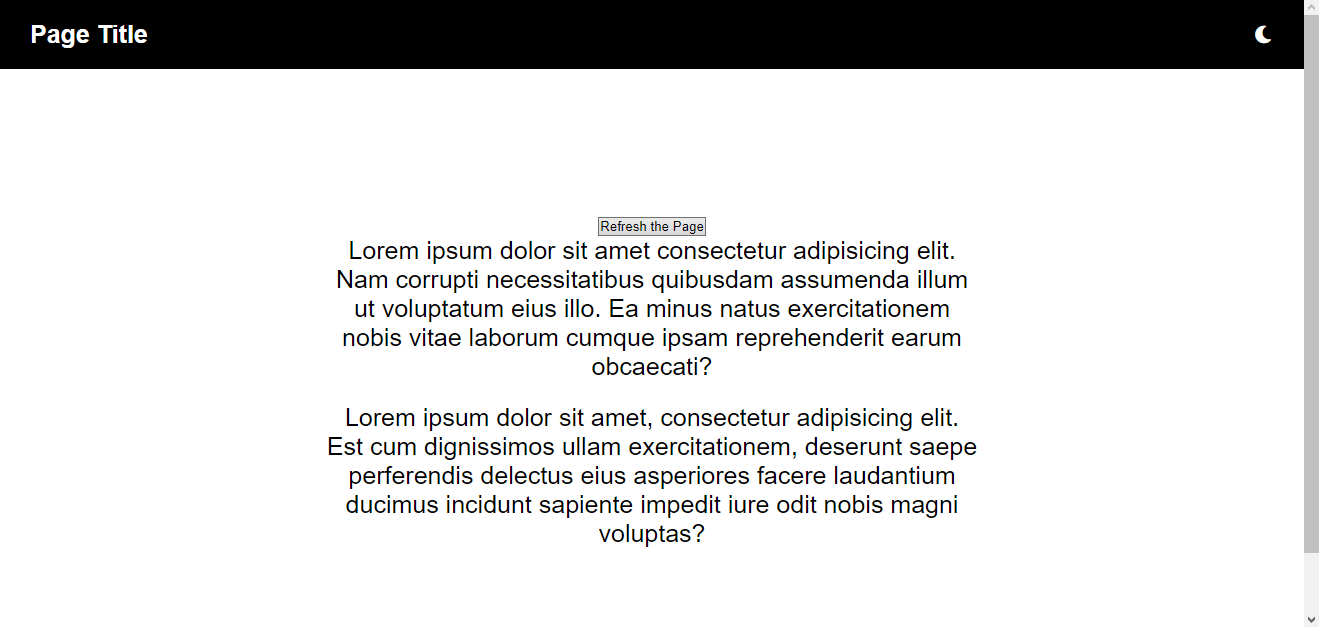 Page Title
Refresh the Page
Lorem ipsum dolor sit amet consectetur adipisicing elit.
Nam corrupti necessitatibus quibusdam assumenda illum
ut voluptatum eius illo. Ea minus natus exercitationem
nobis vitae laborum cumque ipsam reprehenderit earum
obcaecati?
Lorem ipsum dolor sit amet, consectetur adipisicing elit.
Est cum dignissimos ullam exercitationem, deserunt saepe
perferendis delectus eius asperiores facere laudantium
ducimus incidunt sapiente impedit iure odit nobis magni
voluptas?